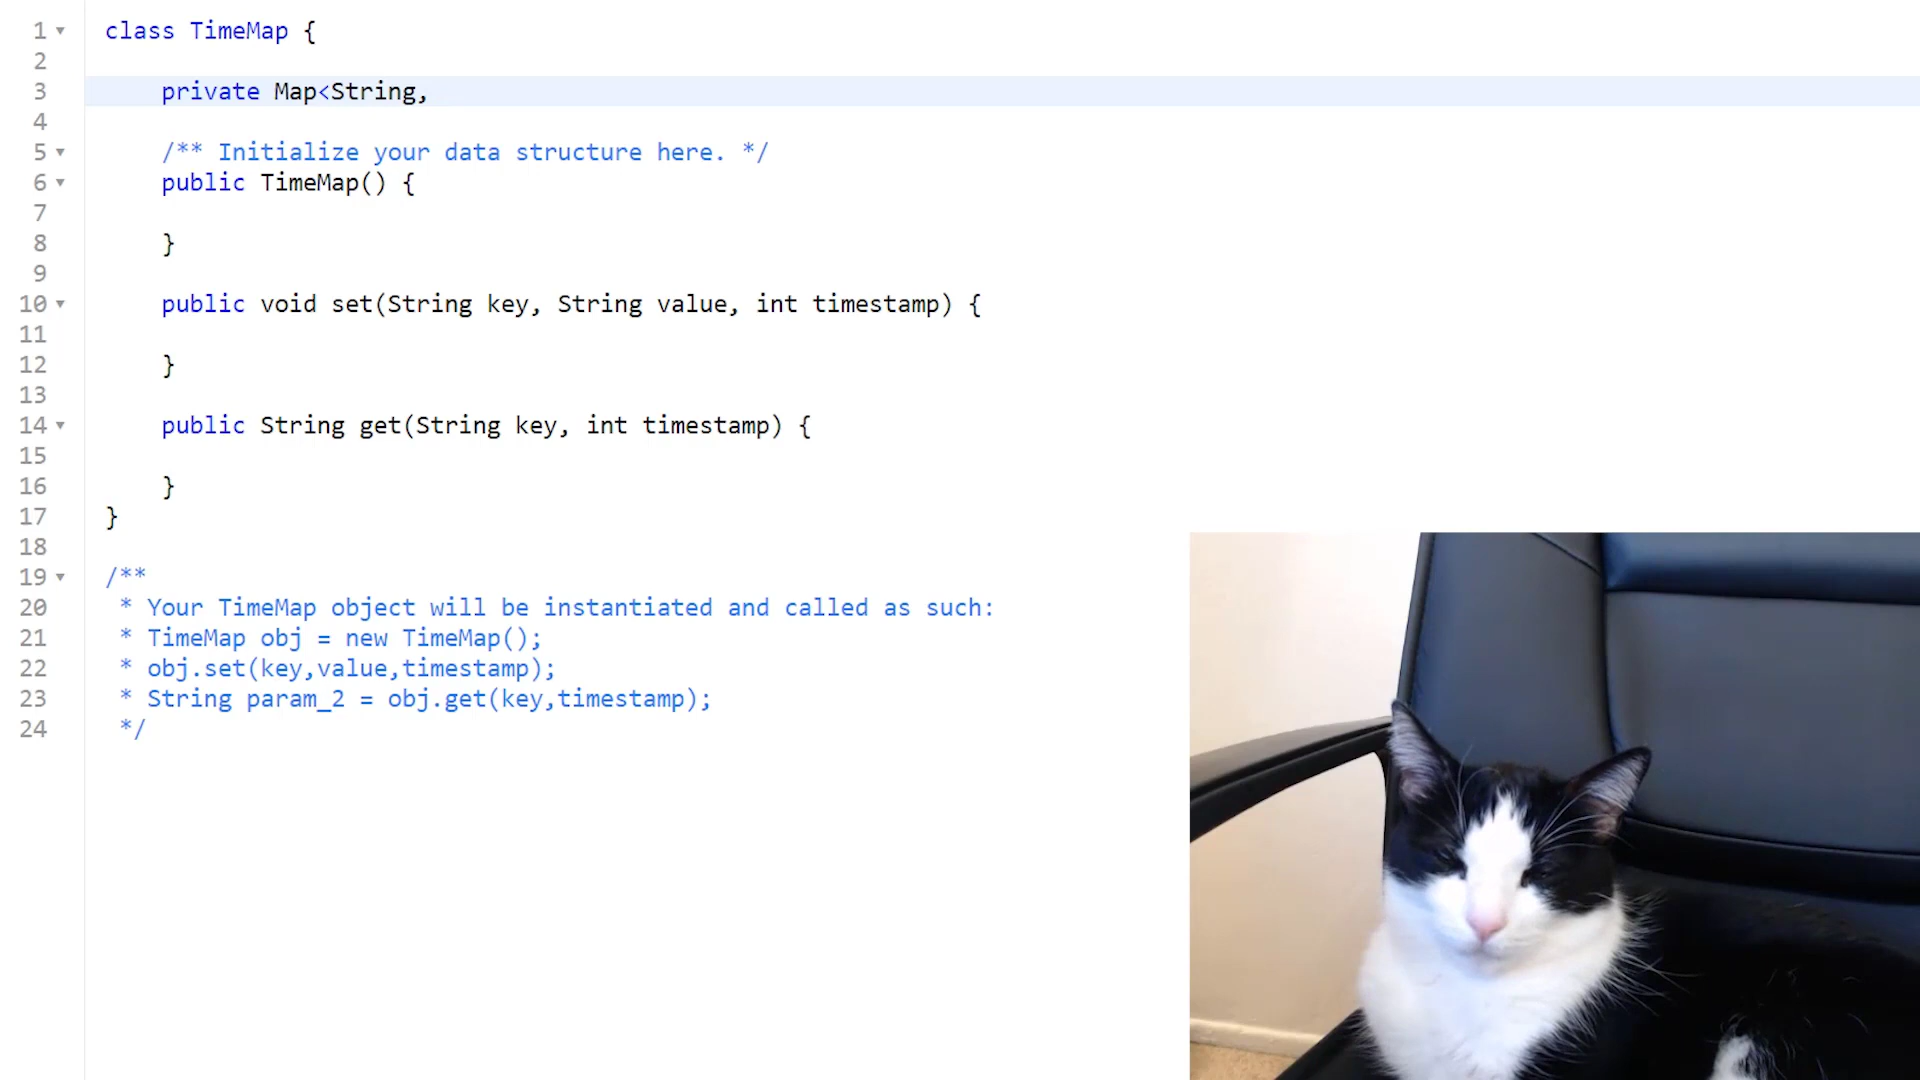 1 class TimeMap {
2
3 private Map<String,
4
5 /** Initialize your data structure here. */
6 public TimeMap() {
7
8 }
9
10 public void set(String key, String value, int timestamp) {
11
12 }
13
14 public String get(String key, int timestamp) {
15
16 }
17 }
18
19 /**
20 * Your TimeMap object will be instantiated and called as such:
21 * TimeMap obj = new TimeMap();
22 * obj.set(key,value,timestamp);
23 * String param_2 = obj.get(key,timestamp);
24 */